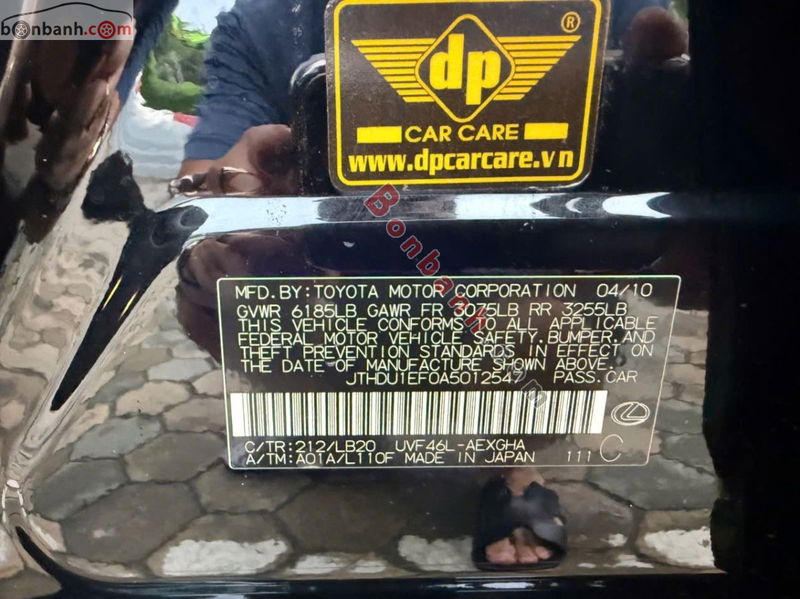 bonbanh.com
®
dp
CAR CARE
www.dpcarcare.vn
Bonbanh.com
MFD. BY: TOYOTA MOTOR CORPORATION 04/10
GVWR 6185LB GAWR FR 3075LB RR 3255LB
THIS VEHICLE CONFORMS TO ALL APPLICABLE
FEDERAL MOTOR VEHICLE SAFETY, BUMPER, AND
THEFT PREVENTION STANDARDS IN EFFECT ON
THE DATE OF MANUFACTURE SHOWN ABOVE.
JTHDU1EF0A5012547 PASS. CAR
C/TR: 212/LB20 UVF46L-AEXGHA
A/TM: A01A/L110F MADE IN JAPAN 111 C